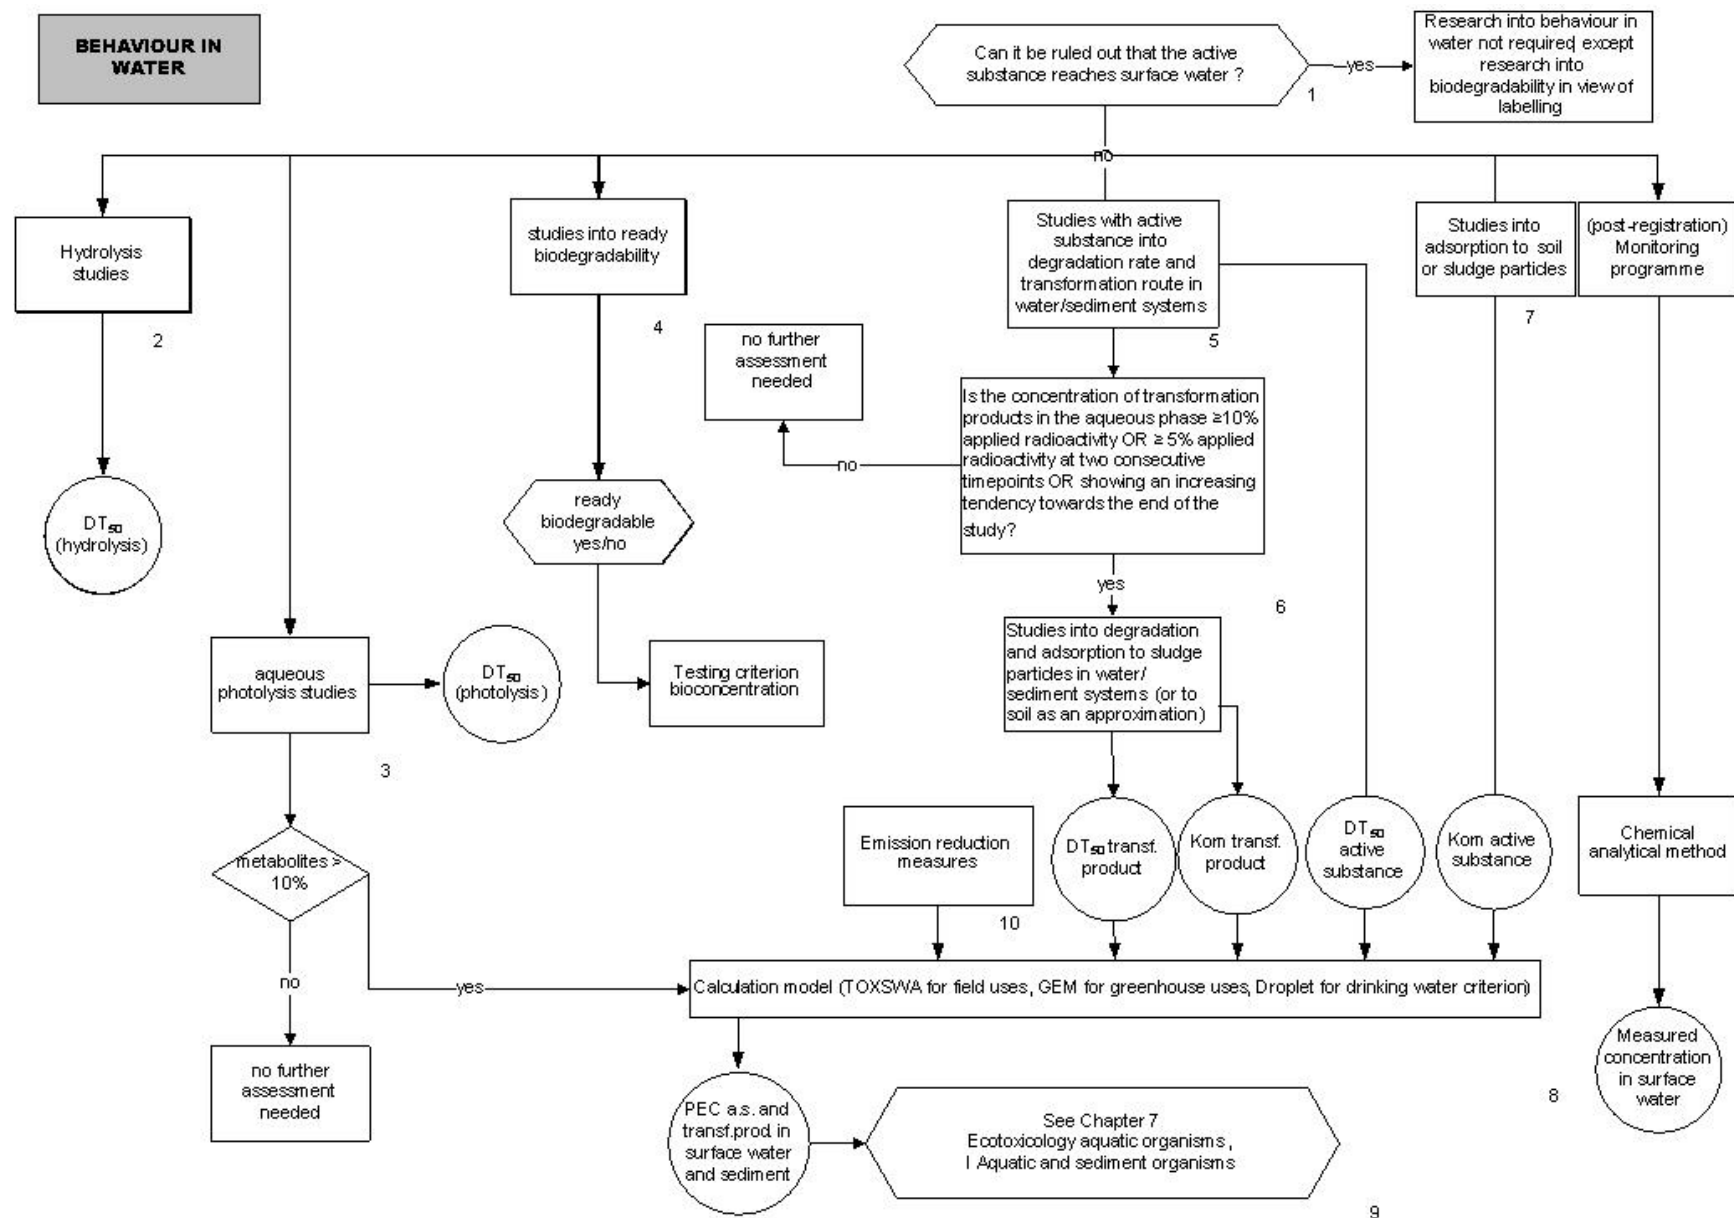 BEHAVIOUR IN
WATER
Can it be ruled out that the active
substance reaches surface water ?
yes
1
Research into behaviour in
water not required, except
research into
biodegradability in view of
labelling
no
Hydrolysis
studies
2
studies into ready
biodegradability
4
Studies with active
substance into
degradation rate and
transformation route in
water/sediment systems
5
Studies into
adsorption to soil
or sludge particles
7
(post-registration)
Monitoring
programme
no further
assessment
needed
no
Is the concentration of transformation
products in the aqueous phase ≥10%
applied radioactivity OR ≥ 5% applied
radioactivity at two consecutive
timepoints OR showing an increasing
tendency towards the end of the
study?
yes
6
DT50
(hydrolysis)
ready
biodegradable
yes/no
aqueous
photolysis studies
3
DT50
(photolysis)
Testing criterion
bioconcentration
Studies into degradation
and adsorption to sludge
particles in water/
sediment systems (or to
soil as an approximation)
metabolites ≥
10%
no
yes
Emission reduction
measures
10
DT50 transf.
product
Kom transf.
product
DT50
active
substance
Kom active
substance
Chemical
analytical method
Calculation model (TOXSWA for field uses, GEM for greenhouse uses, Droplet for drinking water criterion)
no further
assessment
needed
PEC a.s. and
transf.prod. in
surface water
and sediment
See Chapter 7
Ecotoxicology aquatic organisms,
I Aquatic and sediment organisms
9
8
Measured
concentration
in surface
water